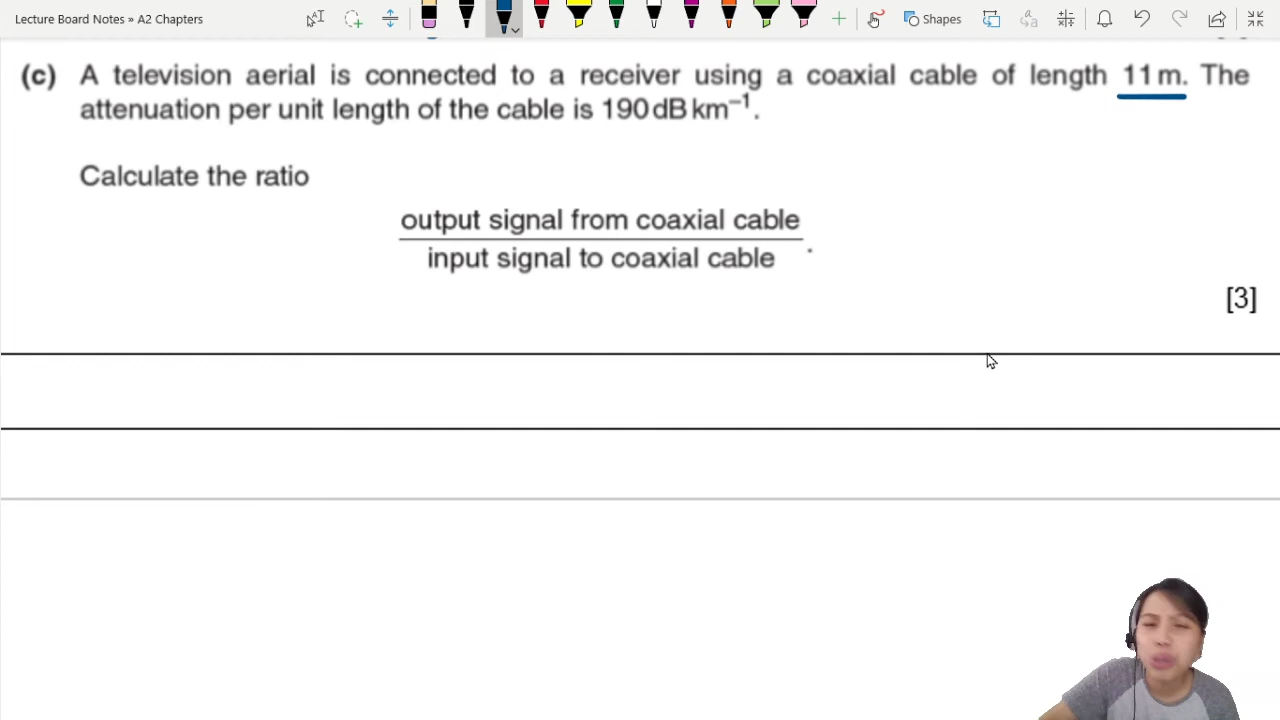 Lecture Board Notes » A2 Chapters
Shapes
(c) A television aerial is connected to a receiver using a coaxial cable of length 11 m. The
attenuation per unit length of the cable is 190 dB km⁻¹.
Calculate the ratio
output signal from coaxial cable
input signal to coaxial cable
.
[3]